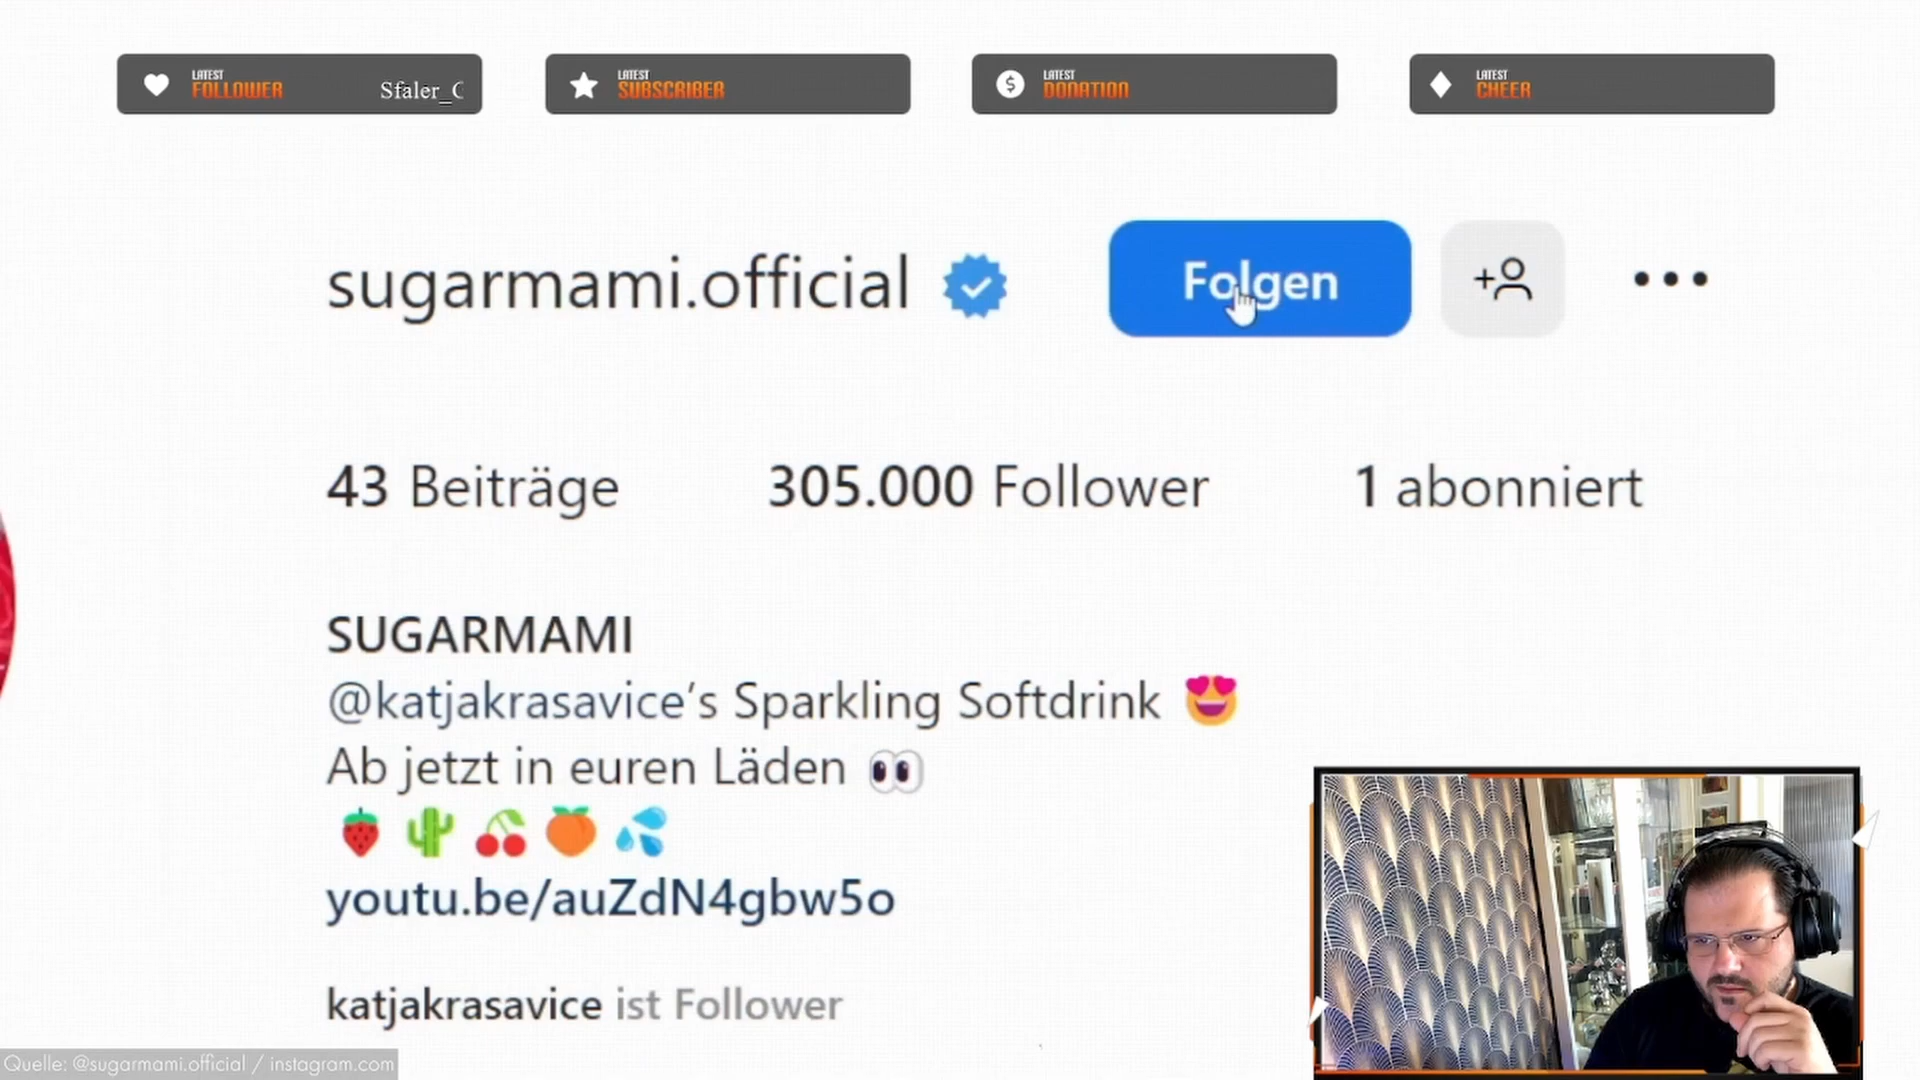 LATEST
FOLLOWER
Sfaler_
LATEST
SUBSCRIBER
LATEST
DONATION
LATEST
CHEER
sugarmami.official
Folgen
43 Beiträge
305.000 Follower
1 abonniert
SUGARMAMI
@katjakrasavice’s Sparkling Softdrink 😍
Ab jetzt in euren Läden 👀
🍓🌵🍒🍑💦
youtu.be/auZdN4gbw5o
katjakrasavice ist Follower
Quelle: @sugarmami.official / instagram.com